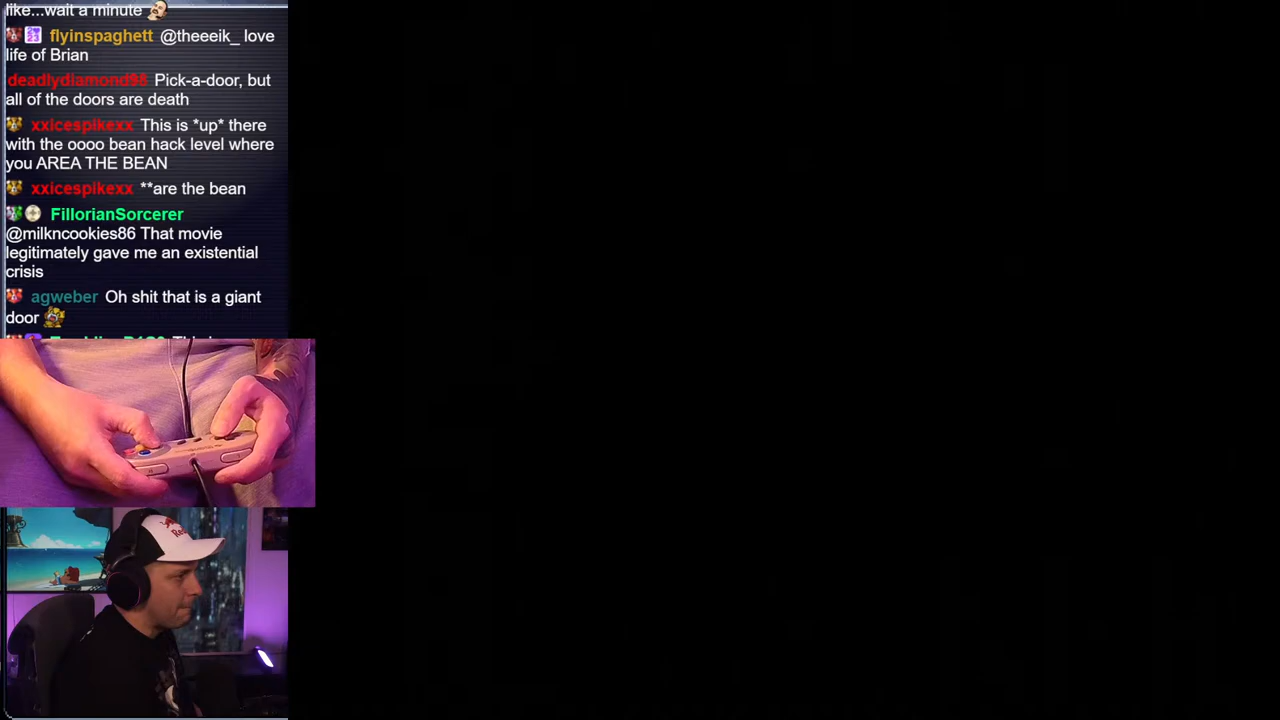 like...wait a minute
flyinspaghett @theeeik_ love
life of Brian
deadlydiamond98 Pick-a-door, but
all of the doors are death
xxicespikexx This is *up* there
with the oooo bean hack level where
you AREA THE BEAN
xxicespikexx **are the bean
FillorianSorcerer
@milkncookies86 That movie
legitimately gave me an existential
crisis
agweber Oh shit that is a giant
door
Red